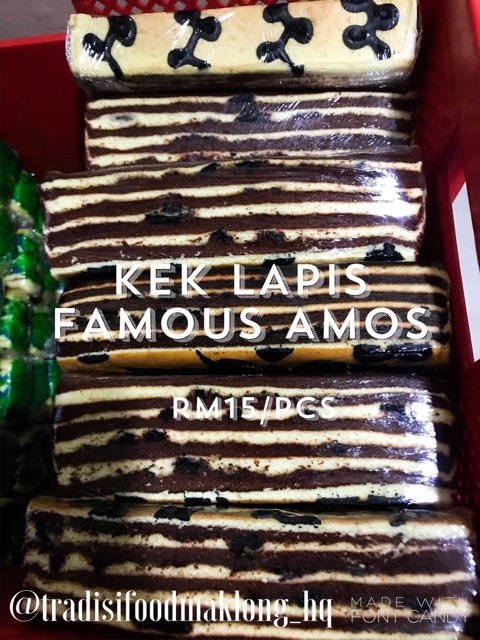 KEK LAPIS
FAMOUS AMOS
RM15/PCS
@tradisifoodmaklong_hq
MADE WITH
FONT CANDY